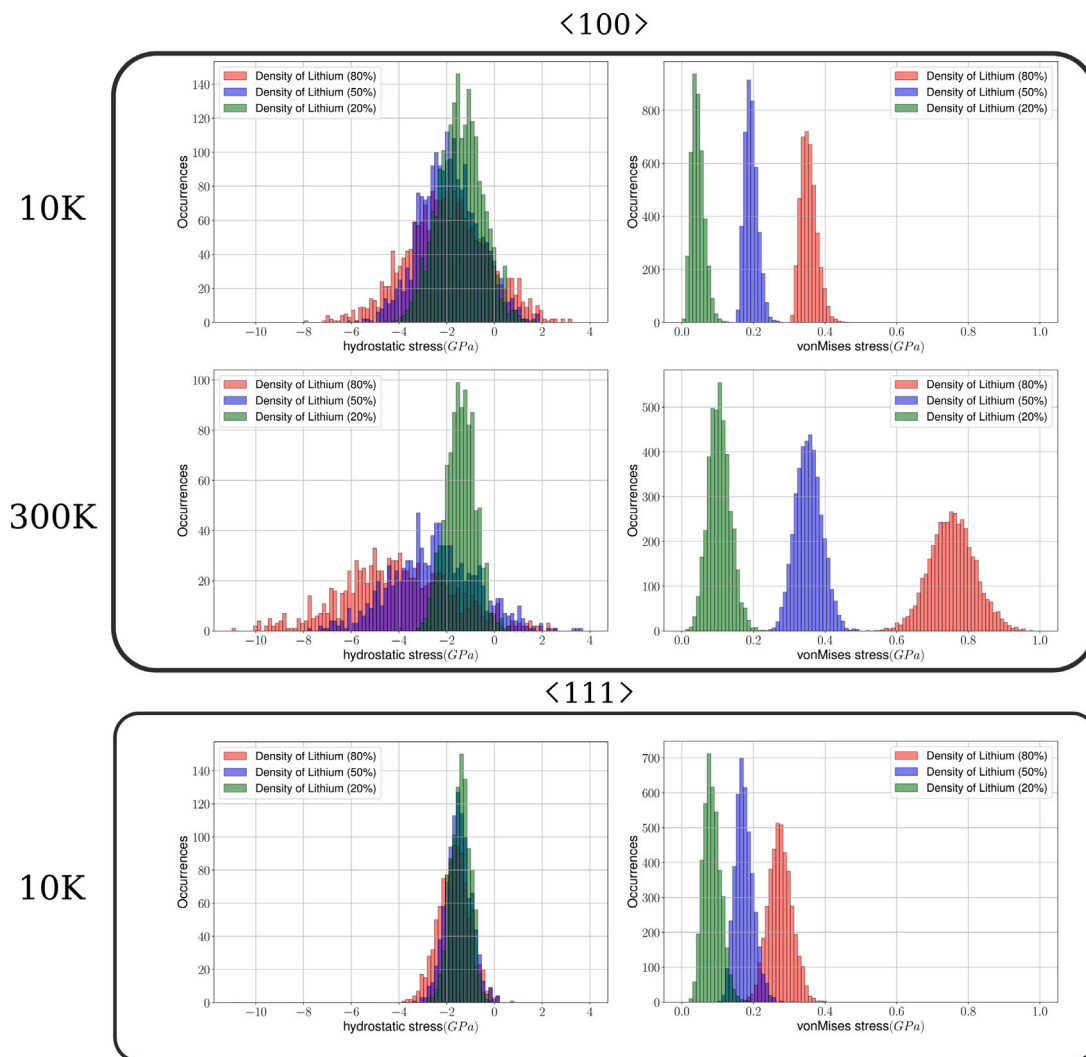 <100>
10K
Density of Lithium (80%)
Density of Lithium (50%)
Density of Lithium (20%)
Occurrences
140
120
100
80
60
40
20
0
−10 −8 −6 −4 −2 0 2 4
hydrostatic stress(GPa)
Density of Lithium (80%)
Density of Lithium (50%)
Density of Lithium (20%)
Occurrences
800
600
400
200
0
0.0 0.2 0.4 0.6 0.8 1.0
vonMises stress(GPa)
300K
Density of Lithium (80%)
Density of Lithium (50%)
Density of Lithium (20%)
Occurrences
100
80
60
40
20
0
−10 −8 −6 −4 −2 0 2 4
hydrostatic stress(GPa)
Density of Lithium (80%)
Density of Lithium (50%)
Density of Lithium (20%)
Occurrences
500
400
300
200
100
0
0.0 0.2 0.4 0.6 0.8 1.0
vonMises stress(GPa)
<111>
10K
Density of Lithium (80%)
Density of Lithium (50%)
Density of Lithium (20%)
Occurrences
140
120
100
80
60
40
20
0
−10 −8 −6 −4 −2 0 2 4
hydrostatic stress(GPa)
Density of Lithium (80%)
Density of Lithium (50%)
Density of Lithium (20%)
Occurrences
700
600
500
400
300
200
100
0
0.0 0.2 0.4 0.6 0.8 1.0
vonMises stress(GPa)